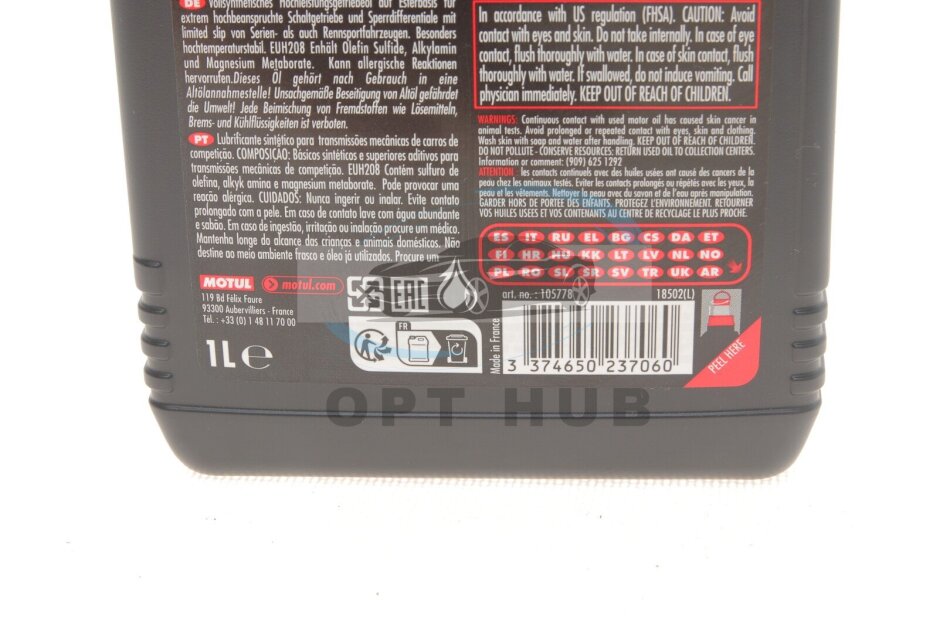 DE Vollsynthetisches Hochleistungsgetriebeöl auf Esterbasis für
extrem hochbeanspruchte Schaltgetriebe und Sperrdifferentiale mit
limited slip von Serien- als auch Rennsportfahrzeugen. Besonders
hochtemperaturstabil. EUH208 Enhält Olefin Sulfide, Alkylamin
und Magnesium Metaborate. Kann allergische Reaktionen
hervorrufen.Dieses Öl gehört nach Gebrauch in eine
Altölannahmestelle! Unsachgemäße Beseitigung von Altöl gefährdet
die Umwelt! Jede Beimischung von Fremdstoffen wie Lösemitteln,
Brems- und Kühlflüssigkeiten ist verboten.
PT Lubrificante sintético para transmissões mecânicas de carros de
competição. COMPOSICAO: Básicos sintéticos e superiores aditivos para
transmissões mecânicas de competição. EUH208 Contém sulfuro de
olefina, alkyk amina e magnesium metaborate. Pode provocar uma
reação alérgica. CUIDADOS: Nunca ingerir ou inalar. Evite contato
prolongado com a pele. Em caso de contato lave com água abundante
e sabão. Em caso de ingestão, irritação ou inalação procure um médico.
Mantenha longe do alcance das crianças e animais domésticos. Não
destine ao meio ambiente frasco e óleo já utilizados. Procure um
MOTUL motul.com
119 Bd Félix Faure
93300 Aubervilliers - France
Tél. : +33 (0) 1 48 11 70 00
1L e
EAC
FR
In accordance with US regulation (FHSA). CAUTION: Avoid
contact with eyes and skin. Do not take internally. In case of eye
contact, flush thoroughly with water. In case of skin contact, flush
thoroughly with water. If swallowed, do not induce vomiting. Call
physician immediately. KEEP OUT OF REACH OF CHILDREN.
WARNINGS: Continuous contact with used motor oil has caused skin cancer in
animal tests. Avoid prolonged or repeated contact with eyes, skin and clothing.
Wash skin with soap and water after handling. KEEP OUT OF REACH OF CHILDREN.
DO NOT POLLUTE - CONSERVE RESOURCES: RETURN USED OIL TO COLLECTION CENTERS.
Information or comment: (909) 625 1292
ATTENTION : les contacts continuels avec des huiles usées ont causé des cancers de la
peau chez les animaux testés. Eviter les contacts prolongés ou répétés avec les yeux, la
peau et les vêtements. Nettoyer la peau avec du savon et de l'eau après manipulation.
GARDER HORS DE PORTEE DES ENFANTS. PROTEGEZ L'ENVIRONNEMENT. RETOURNER
VOS HUILES USEES ET VOS CONTENANTS AU CENTRE DE RECYCLAGE LE PLUS PROCHE.
ES IT RU EL BG CS DA ET
FI HR HU KK LT LV NL NO
PL RO SL SR SV TR UK AR
art. no. : 105778 18502(L)
Made in France
3 374650 237060
PEEL HERE
OPT HUB